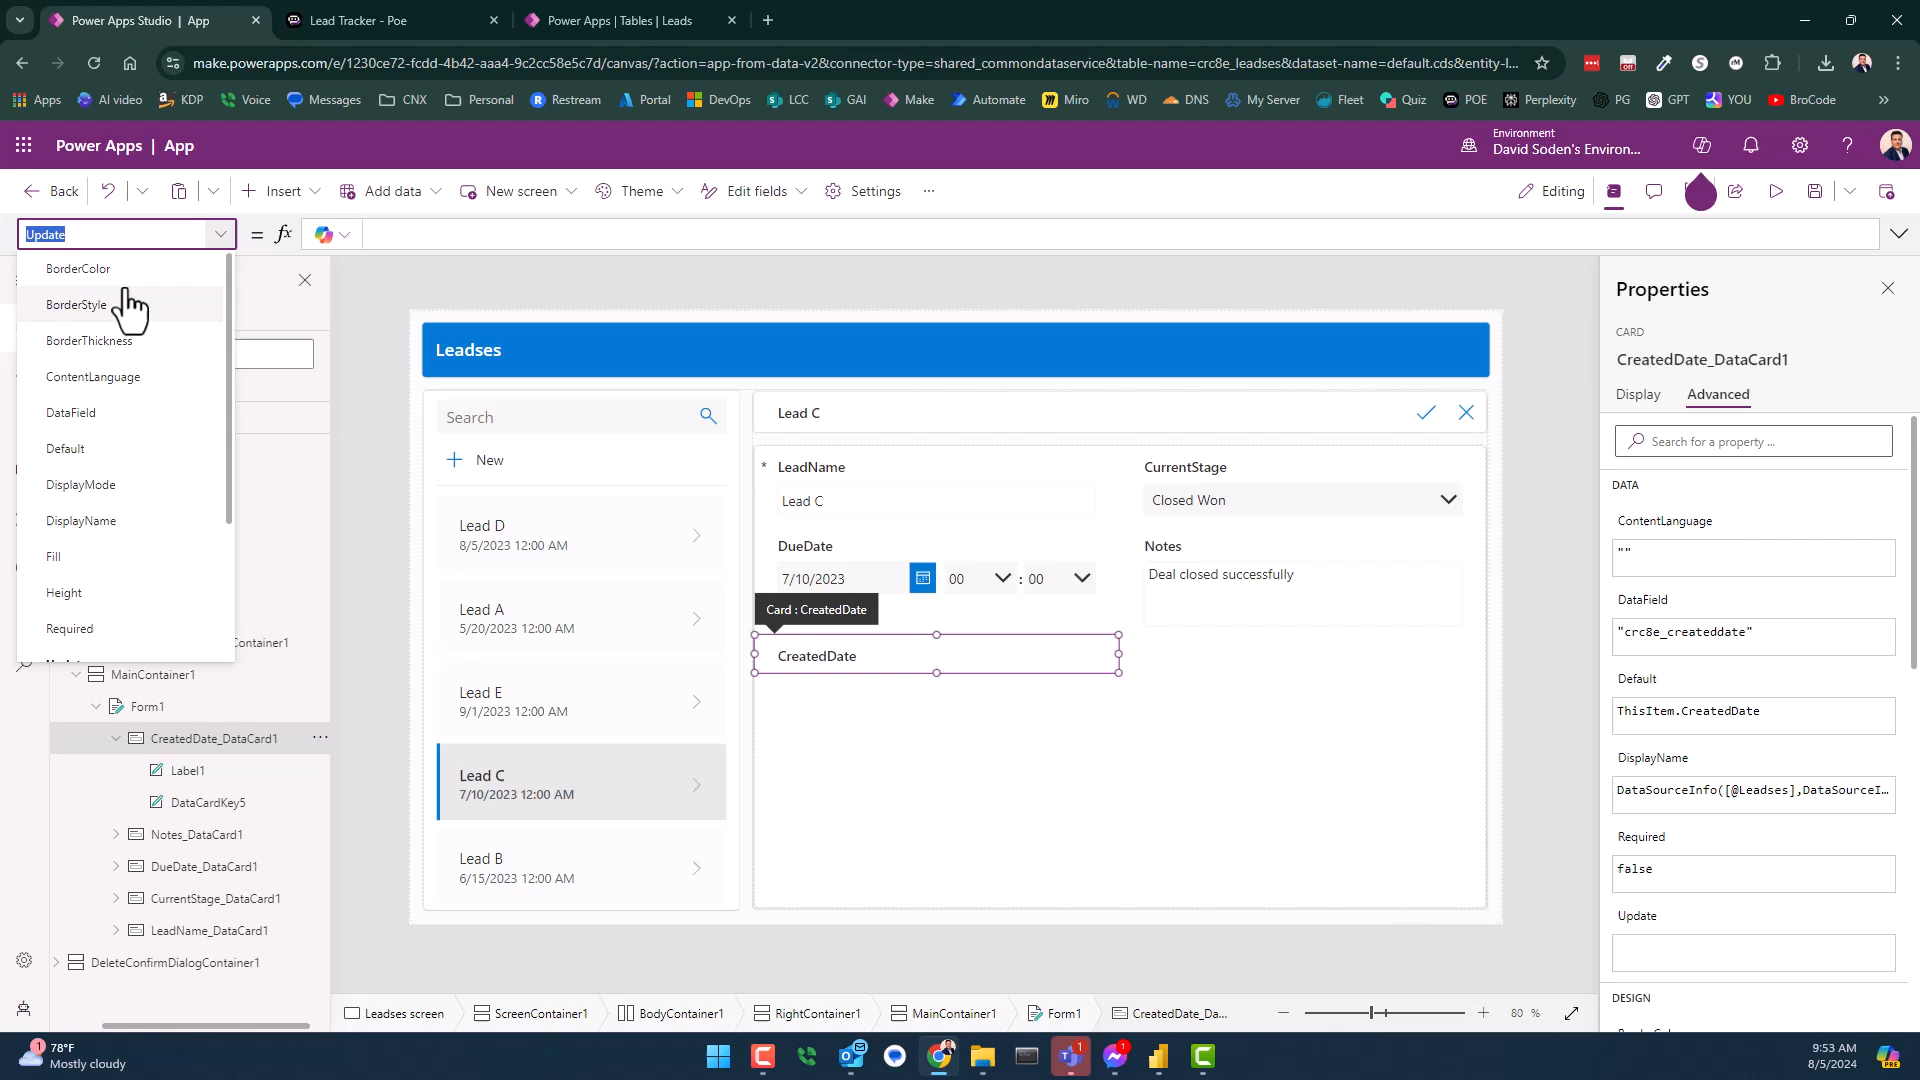 Power Apps Studio | App
Lead Tracker - Poe
Power Apps | Tables | Leads
make.powerapps.com/e/1230ce72-fcdd-4b42-aaa4-9c2cc58e5c7d/canvas/?action=app-from-data-v2&connector-type=shared_commondataservice&table-name=crc8e_leadses&dataset-name=default.cds&entity-l...
Apps
AI video
KDP
Voice
Messages
CNX
Personal
Restream
Portal
DevOps
LCC
GAI
Make
Automate
Miro
WD
DNS
My Server
Fleet
Quiz
POE
Perplexity
PG
GPT
YOU
BroCode
Power Apps | App
Environment
David Soden's Environ...
Back
Insert
Add data
New screen
Theme
Edit fields
Settings
Editing
Update
= fx
BorderColor
BorderStyle
BorderThickness
ContentLanguage
DataField
Default
DisplayMode
DisplayName
Fill
Height
Required
MainContainer1
Form1
CreatedDate_DataCard1
Label1
DataCardKey5
Notes_DataCard1
DueDate_DataCard1
CurrentStage_DataCard1
LeadName_DataCard1
DeleteConfirmDialogContainer1
Leadses
Search
New
Lead D
8/5/2023 12:00 AM
Lead A
5/20/2023 12:00 AM
Lead E
9/1/2023 12:00 AM
Lead C
7/10/2023 12:00 AM
Lead B
6/15/2023 12:00 AM
Lead C
* LeadName
Lead C
CurrentStage
Closed Won
DueDate
7/10/2023
00 : 00
Notes
Deal closed successfully
Card : CreatedDate
CreatedDate
Properties
CARD
CreatedDate_DataCard1
Display
Advanced
Search for a property ...
DATA
ContentLanguage
""
DataField
"crc8e_createddate"
Default
ThisItem.CreatedDate
DisplayName
DataSourceInfo([@Leadses],DataSourceI...
Required
false
Update
DESIGN
Leadses screen
ScreenContainer1
BodyContainer1
RightContainer1
MainContainer1
Form1
CreatedDate_Da...
80 %
1
78°F
Mostly cloudy
1
1
9:53 AM
8/5/2024